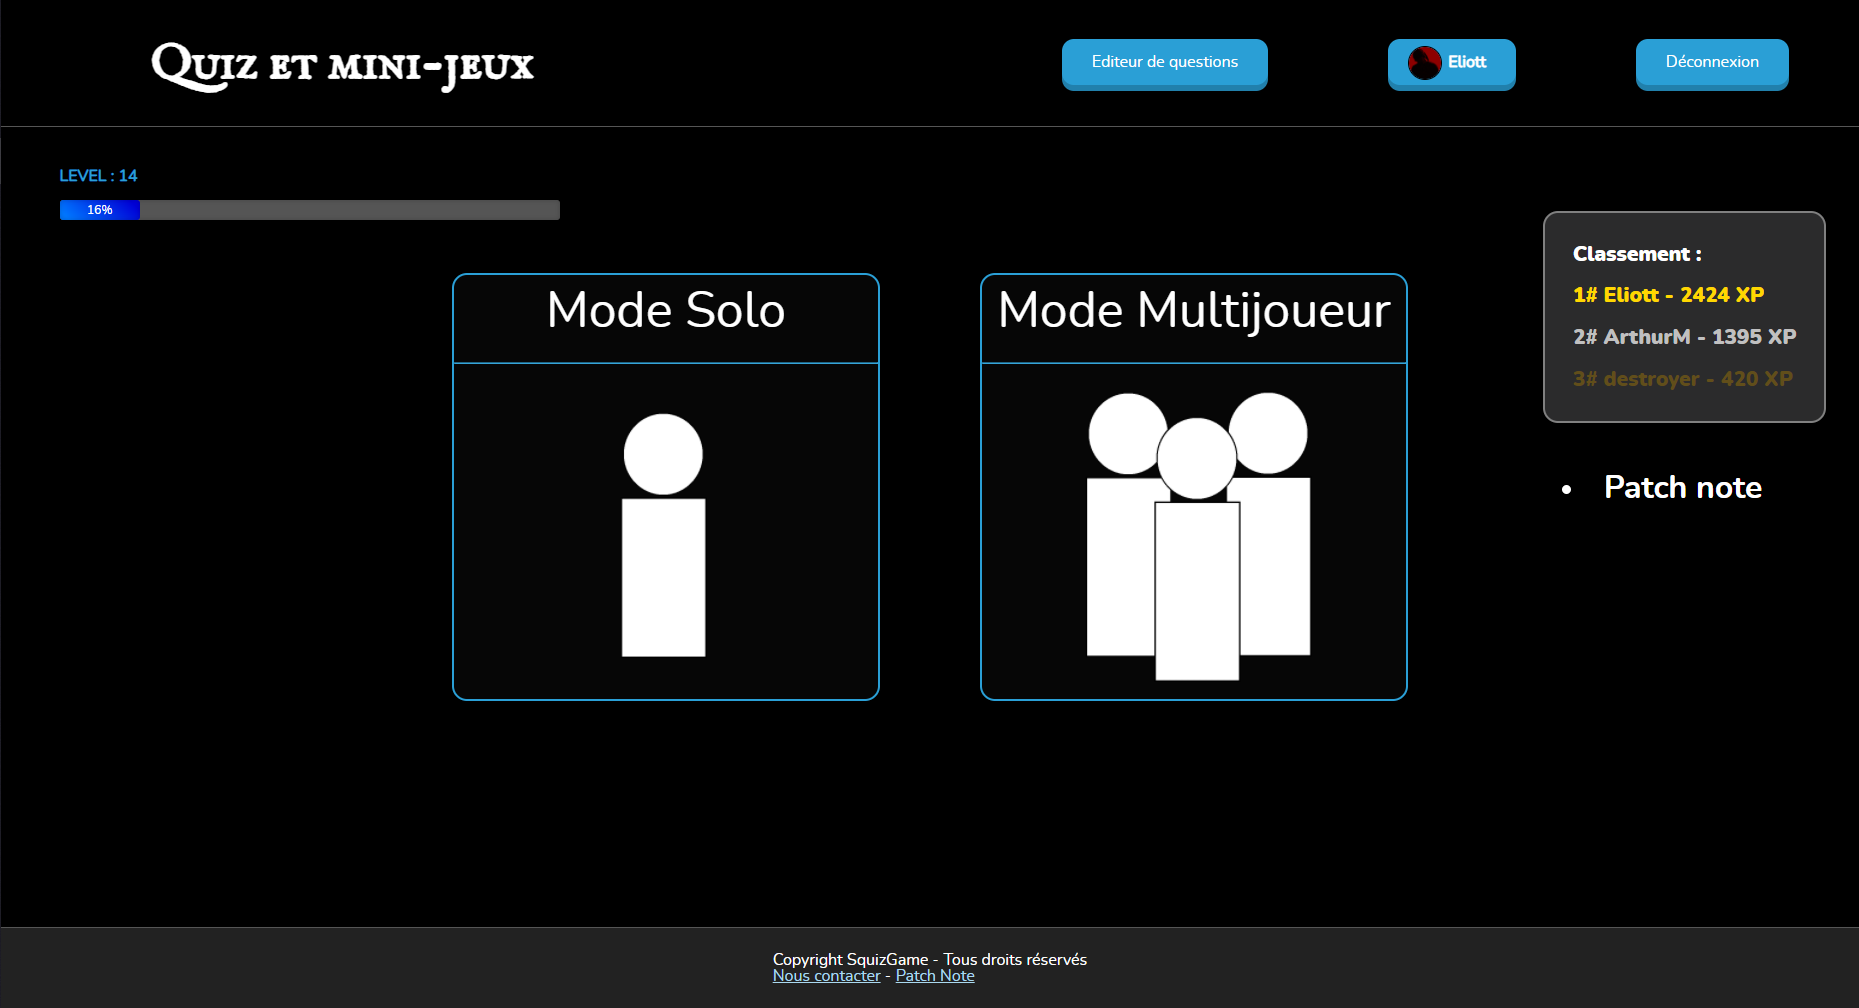 Quiz et mini-jeux
Editeur de questions
Eliott
Déconnexion
LEVEL : 14
16%
Mode Solo
Mode Multijoueur
Classement :
1# Eliott - 2424 XP
2# ArthurM - 1395 XP
3# destroyer - 420 XP
• Patch note
Copyright SquizGame - Tous droits réservés
Nous contacter - Patch Note